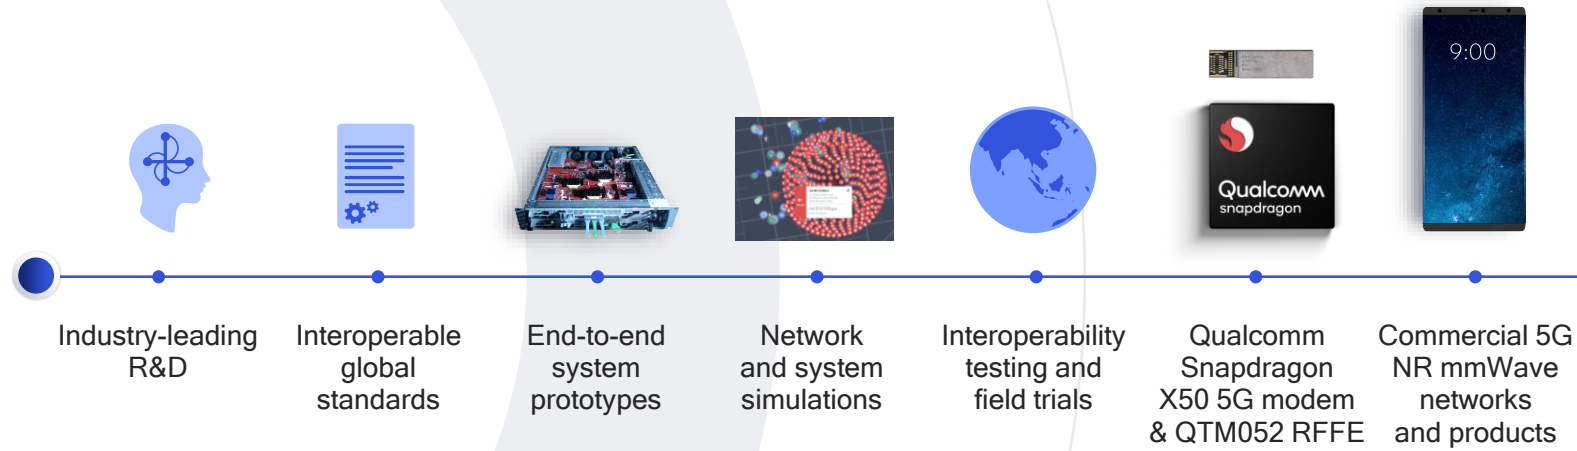 9:00
Qualcomm
snapdragon
Industry-leading
R&D
Interoperable
global
standards
End-to-end
system
prototypes
Network
and system
simulations
Interoperability
testing and
field trials
Qualcomm
Snapdragon
X50 5G modem
& QTM052 RFFE
Commercial 5G
NR mmWave
networks
and products